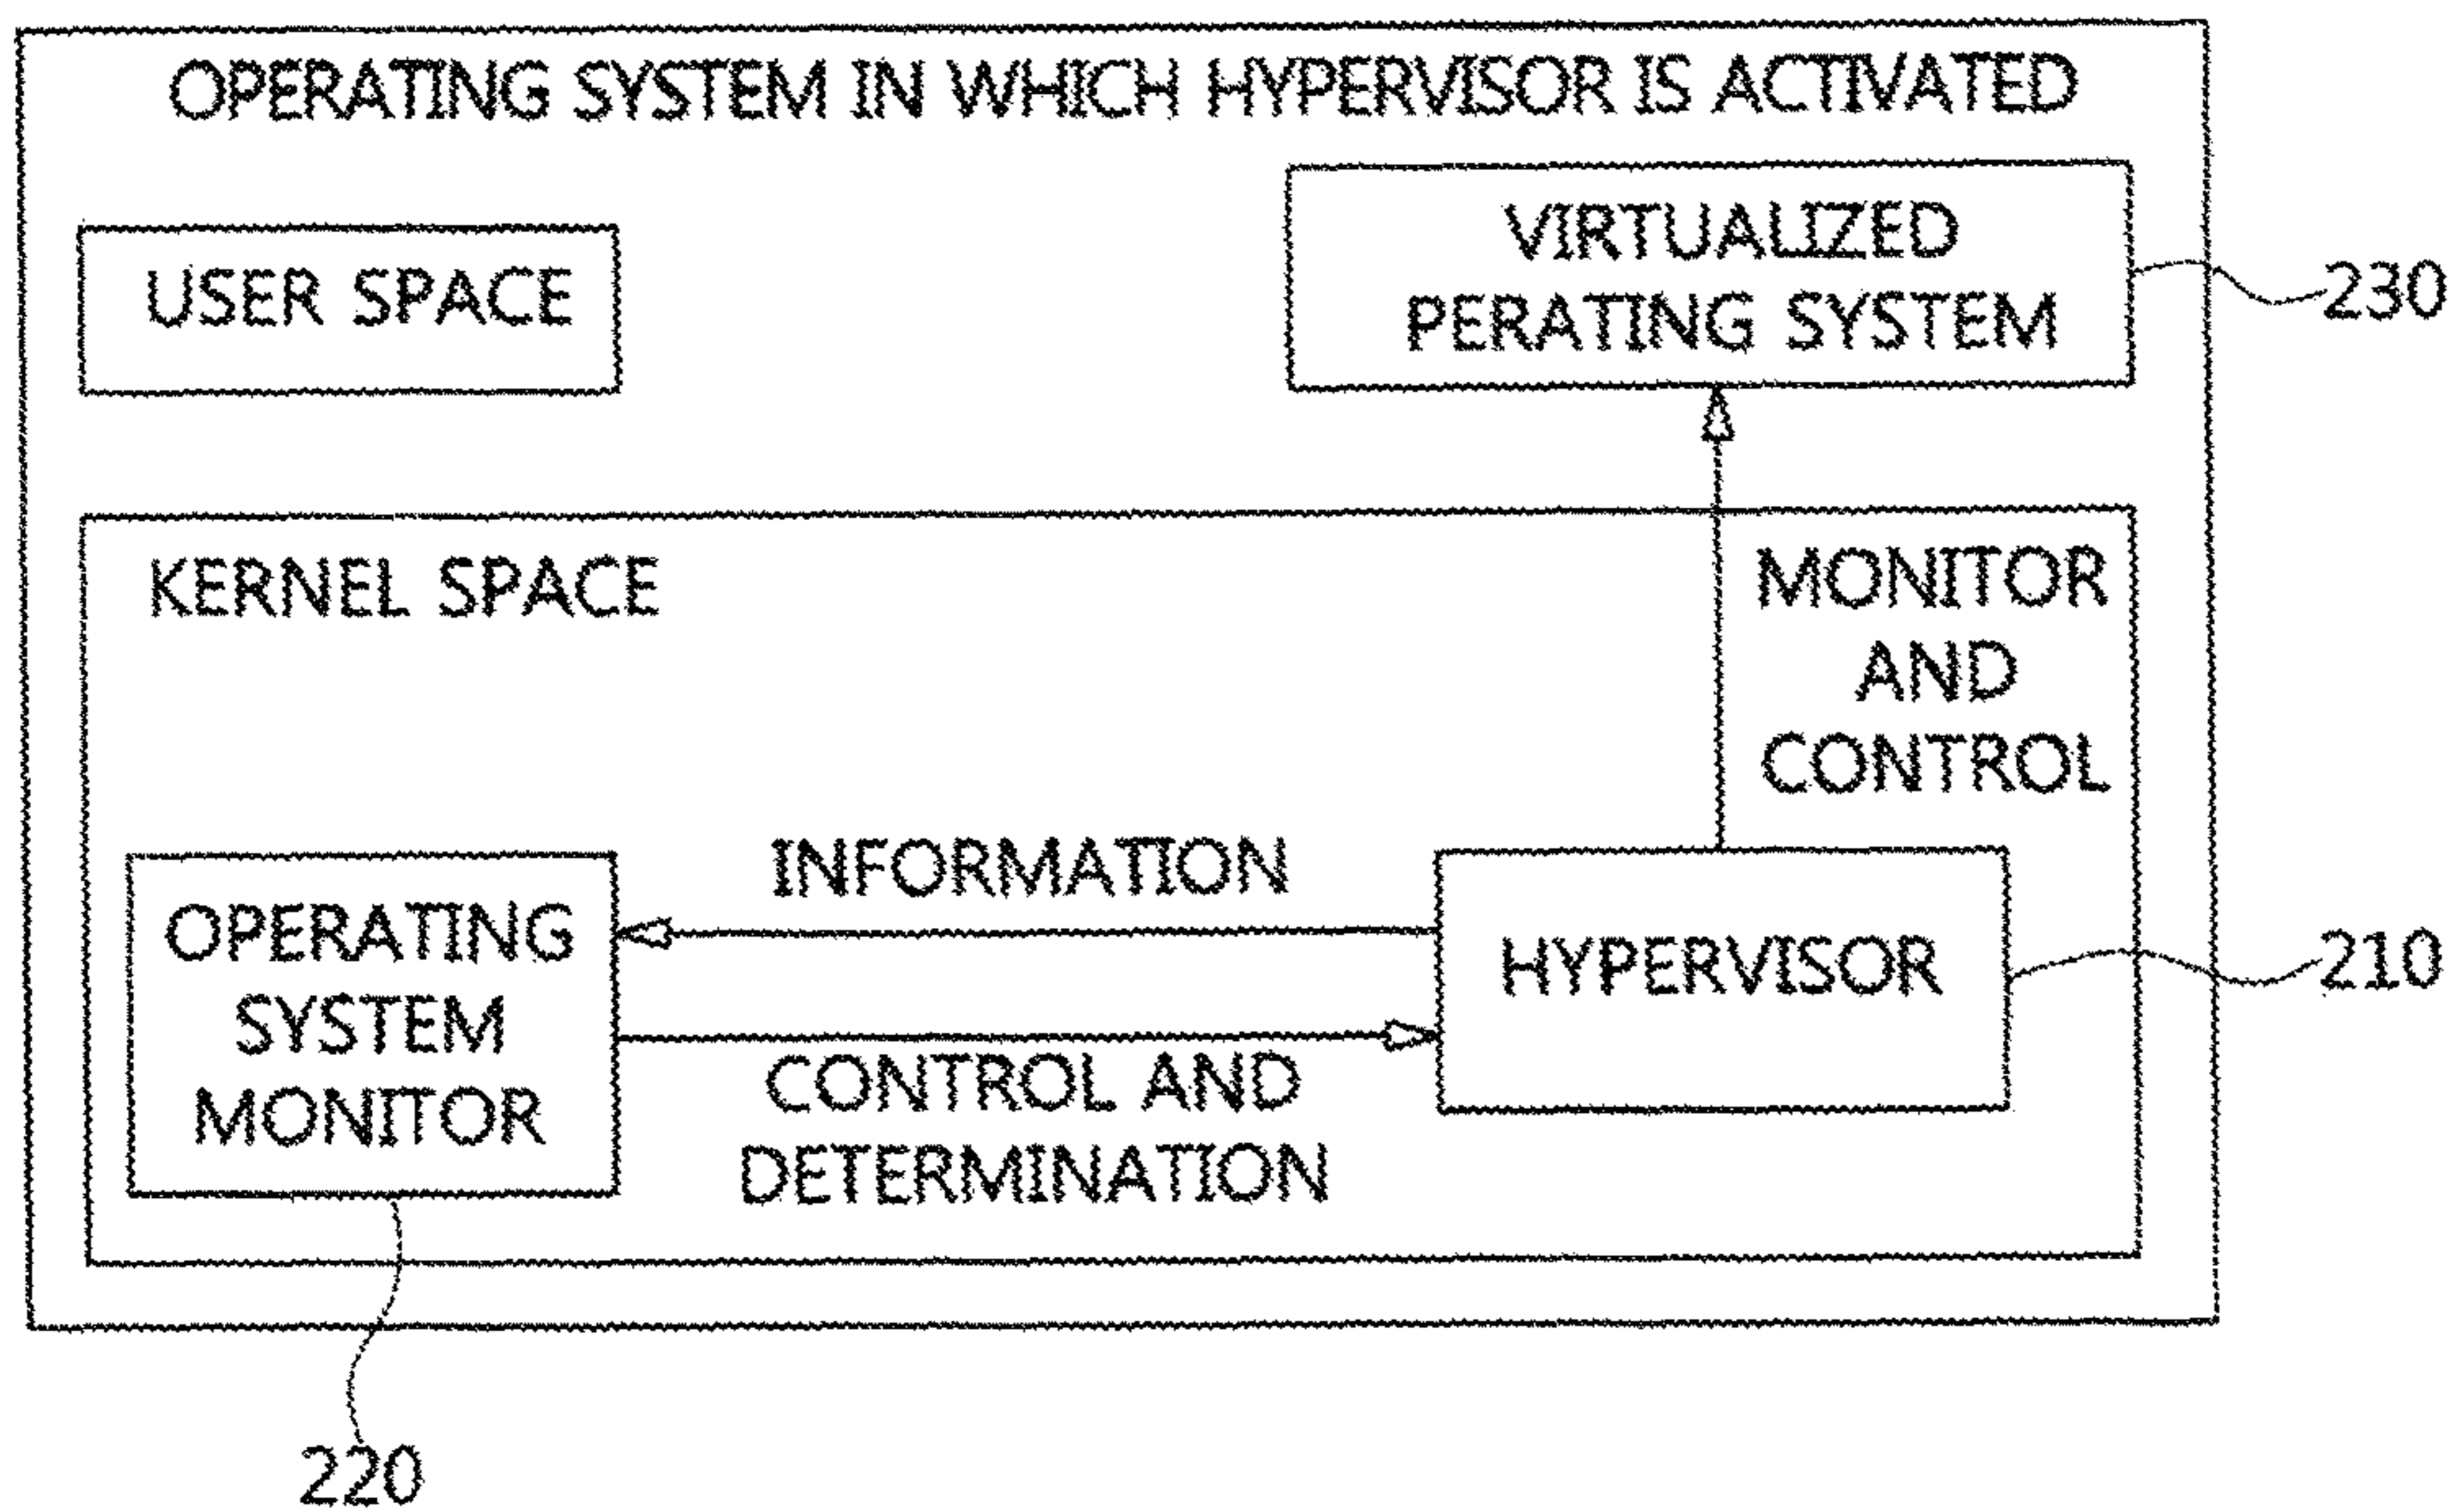 OPERATING SYSTEM IN WHICH HYPERVISOR IS ACTIVATED
USER SPACE
VIRTUALIZED
PERATING SYSTEM
230
KERNEL SPACE
MONITOR
AND
CONTROL
INFORMATION
OPERATING
SYSTEM
MONITOR
HYPERVISOR
210
CONTROL AND
DETERMINATION
220